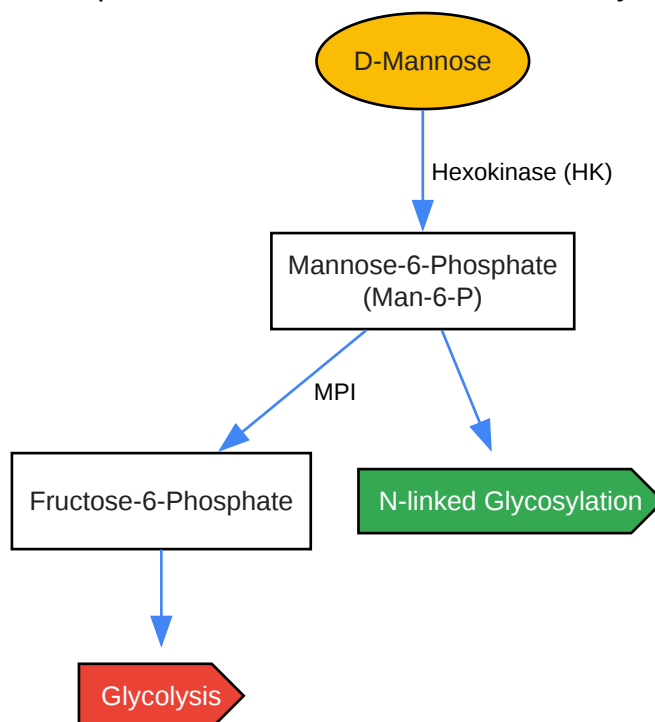 D-Mannose
Hexokinase (HK)
Mannose-6-Phosphate
(Man-6-P)
MPI
Fructose-6-Phosphate
N-linked Glycosylation
Glycolysis